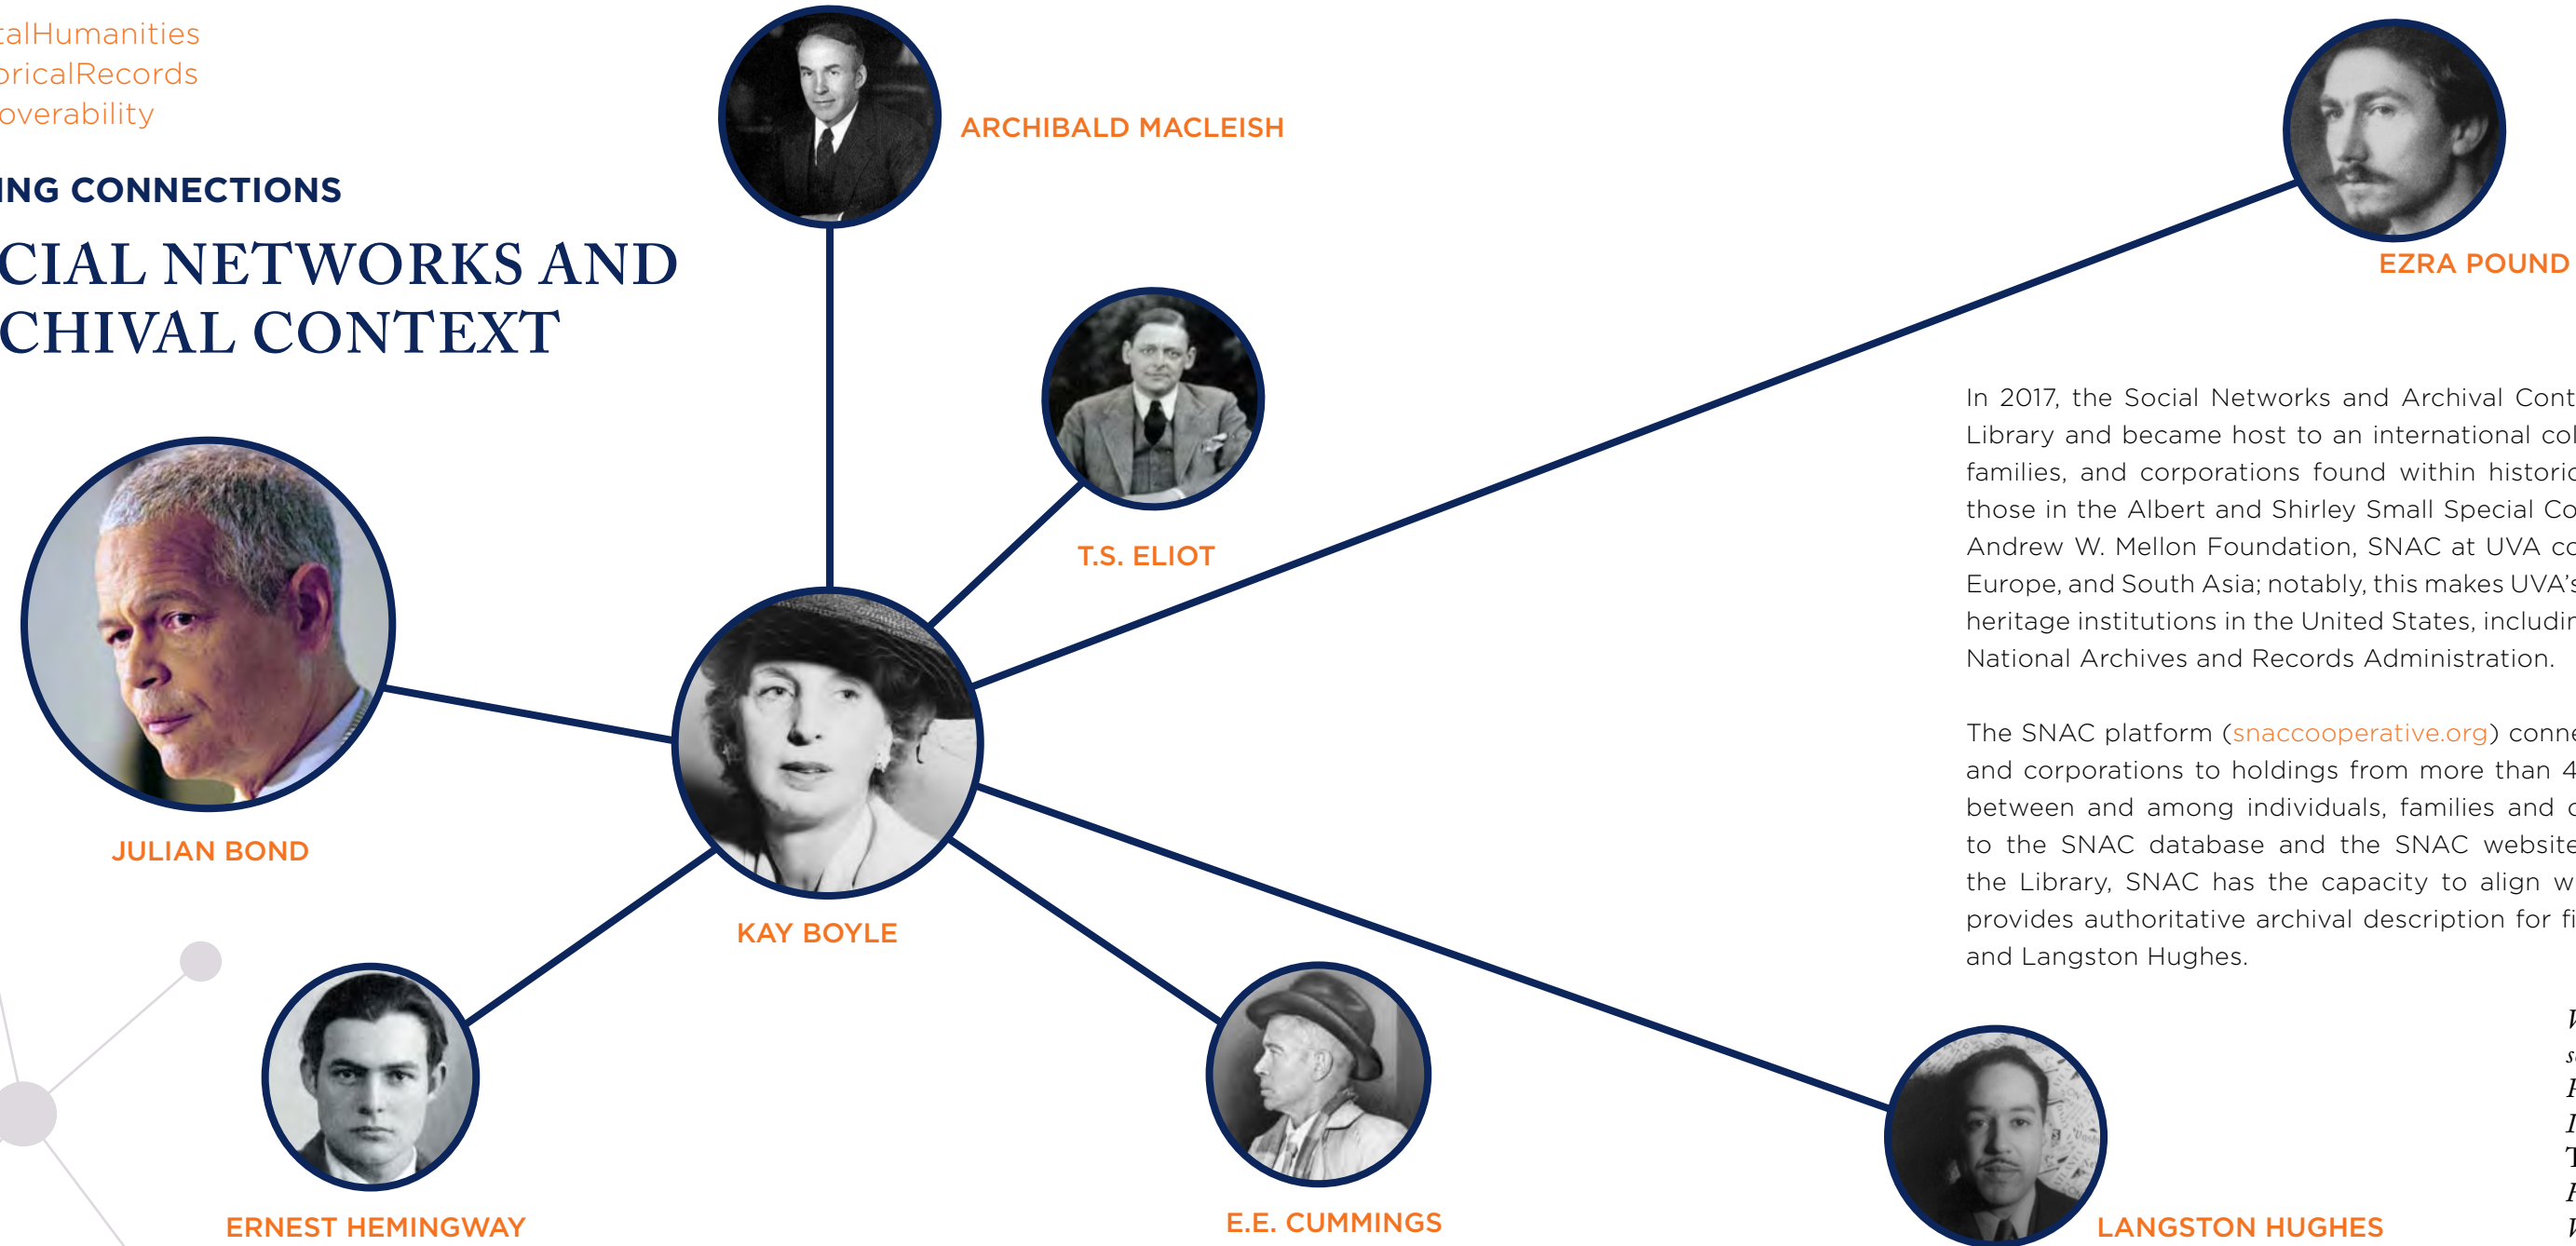 talHumanities
oricalRecords
overability
ING CONNECTIONS
CIAL NETWORKS AND
CHIVAL CONTEXT
ARCHIBALD MACLEISH
EZRA POUND
T.S. ELIOT
JULIAN BOND
KAY BOYLE
ERNEST HEMINGWAY
E.E. CUMMINGS
LANGSTON HUGHES
In 2017, the Social Networks and Archival Cont
Library and became host to an international col
families, and corporations found within historic
those in the Albert and Shirley Small Special Co
Andrew W. Mellon Foundation, SNAC at UVA co
Europe, and South Asia; notably, this makes UVA's
heritage institutions in the United States, includin
National Archives and Records Administration.
The SNAC platform (snaccooperative.org) conne
and corporations to holdings from more than 4
between and among individuals, families and c
to the SNAC database and the SNAC website
the Library, SNAC has the capacity to align w
provides authoritative archival description for fi
and Langston Hughes.